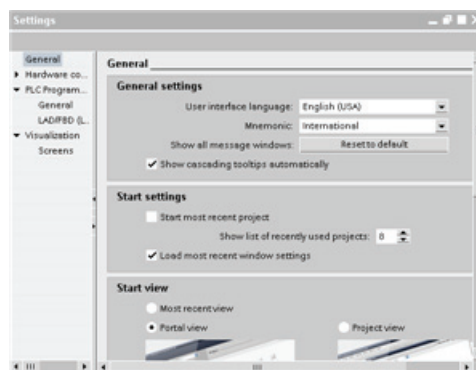 Settings
General
Hardware co...
PLC Program...
General
LAD/FBD (L...
Visualization
Screens
General
General settings
User interface language: English (USA)
Mnemonic: International
Show all message windows: Reset to default
Show cascading tooltips automatically
Start settings
Start most recent project
Show list of recently used projects: 8
Load most recent window settings
Start view
Most recent view
Portal view
Project view